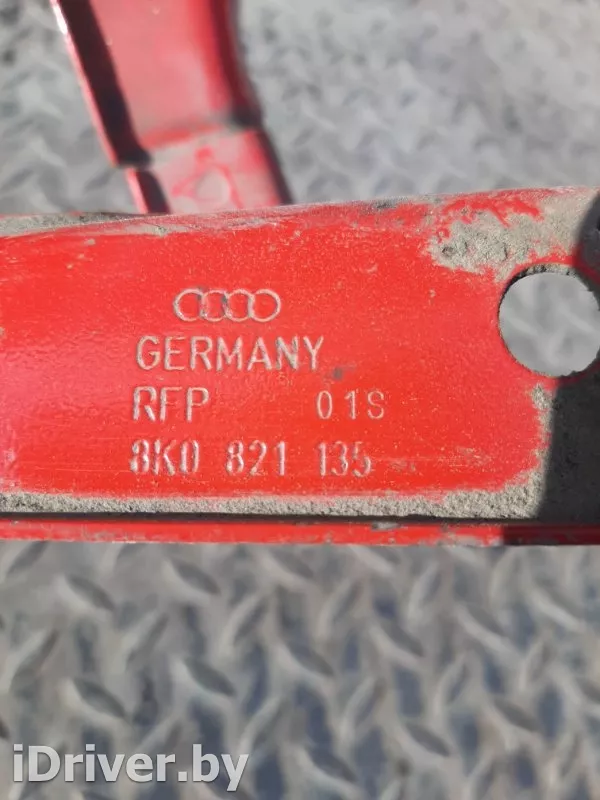 GERMANY
RFP 01S
8K0 821 135
iDriver.by